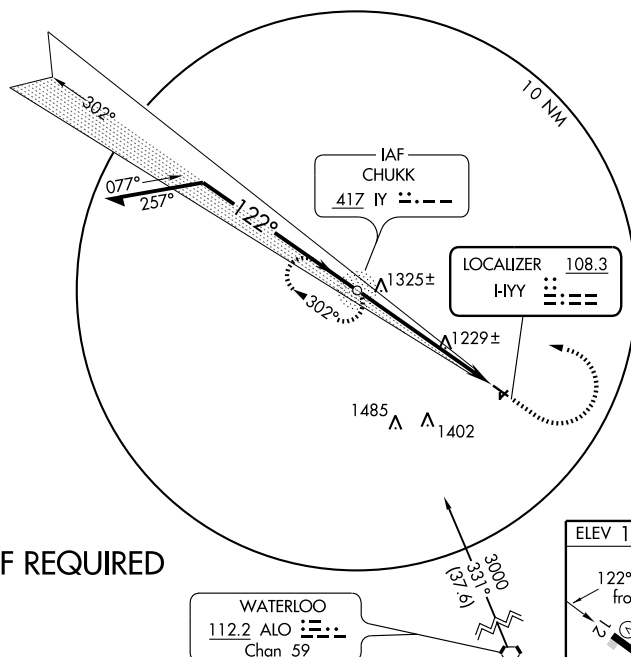 10 NM
302°
IAF
CHUKK
417 IY
077°
257°
122°
302°
1325±
LOCALIZER 108.3
I-IYY
1229±
1485
1402
F REQUIRED
3000
331°
(37.6)
WATERLOO
112.2 ALO
Chan 59
ELEV 1
122°
fro
12